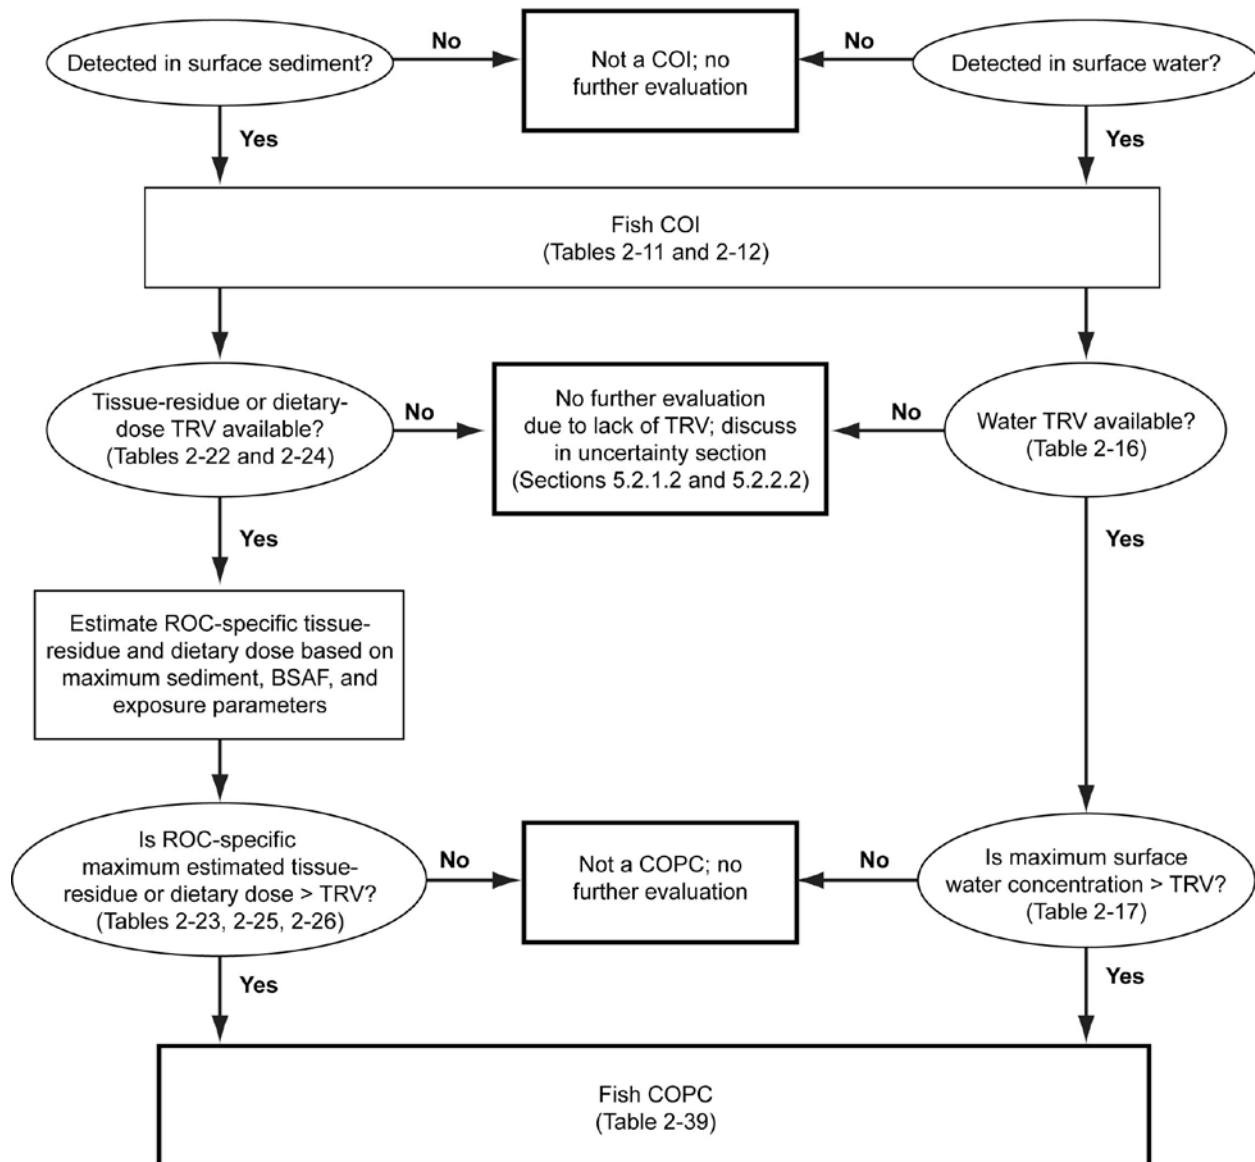 Detected in surface sediment?
No
Not a COI; no
further evaluation
No
Detected in surface water?
Yes
Yes
Fish COI
(Tables 2-11 and 2-12)
Tissue-residue or dietary-
dose TRV available?
(Tables 2-22 and 2-24)
No
No further evaluation
due to lack of TRV; discuss
in uncertainty section
(Sections 5.2.1.2 and 5.2.2.2)
No
Water TRV available?
(Table 2-16)
Yes
Yes
Estimate ROC-specific tissue-
residue and dietary dose based on
maximum sediment, BSAF, and
exposure parameters
Is ROC-specific
maximum estimated tissue-
residue or dietary dose > TRV?
(Tables 2-23, 2-25, 2-26)
No
Not a COPC; no
further evaluation
No
Is maximum surface
water concentration > TRV?
(Table 2-17)
Yes
Yes
Fish COPC
(Table 2-39)